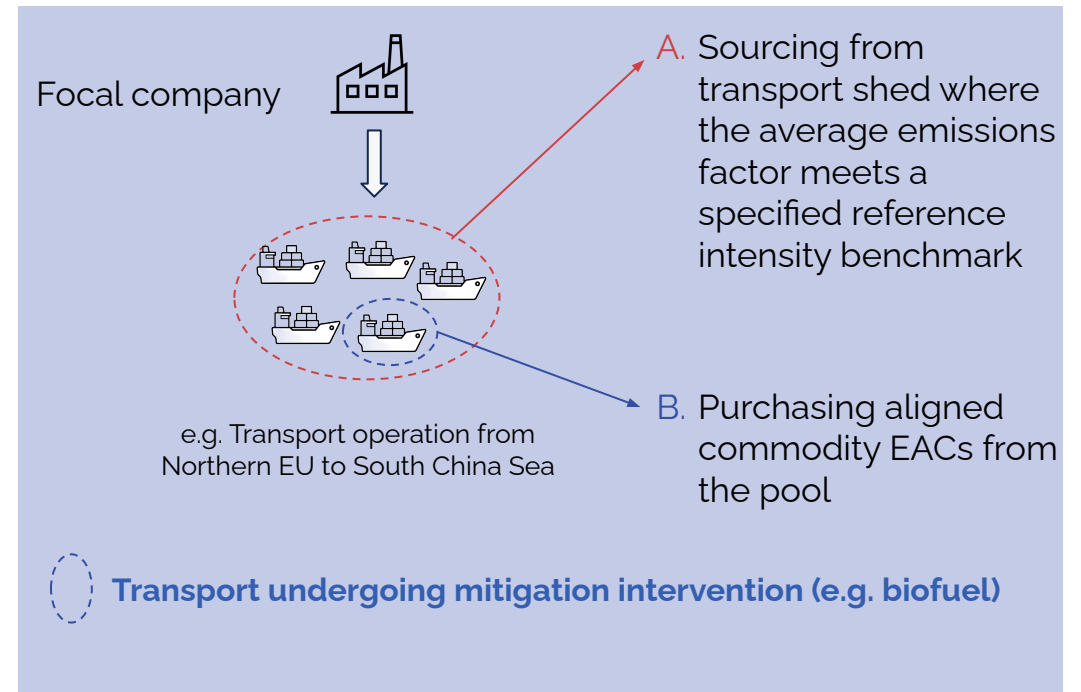 Focal company
A. Sourcing from
transport shed where
the average emissions
factor meets a
specified reference
intensity benchmark
e.g. Transport operation from
Northern EU to South China Sea
B. Purchasing aligned
commodity EACs from
the pool
Transport undergoing mitigation intervention (e.g. biofuel)